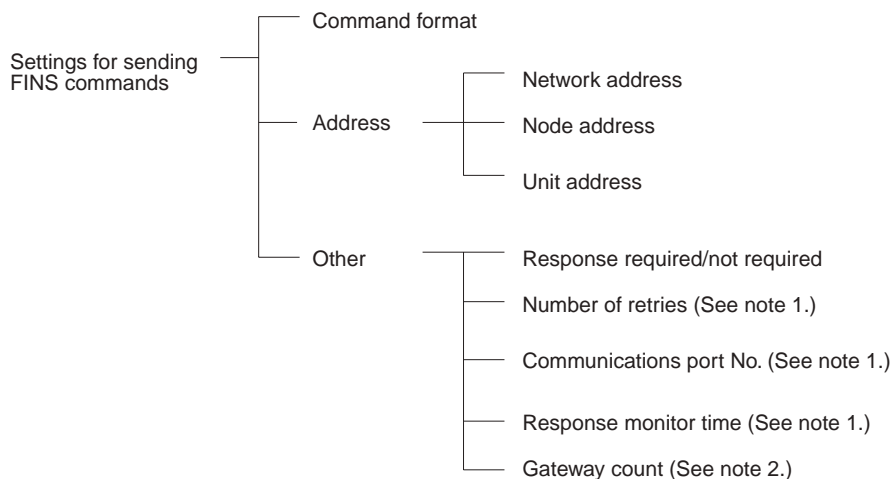 Settings for sending
FINS commands
Command format
Address
Network address
Node address
Unit address
Other
Response required/not required
Number of retries (See note 1.)
Communications port No. (See note 1.)
Response monitor time (See note 1.)
Gateway count (See note 2.)